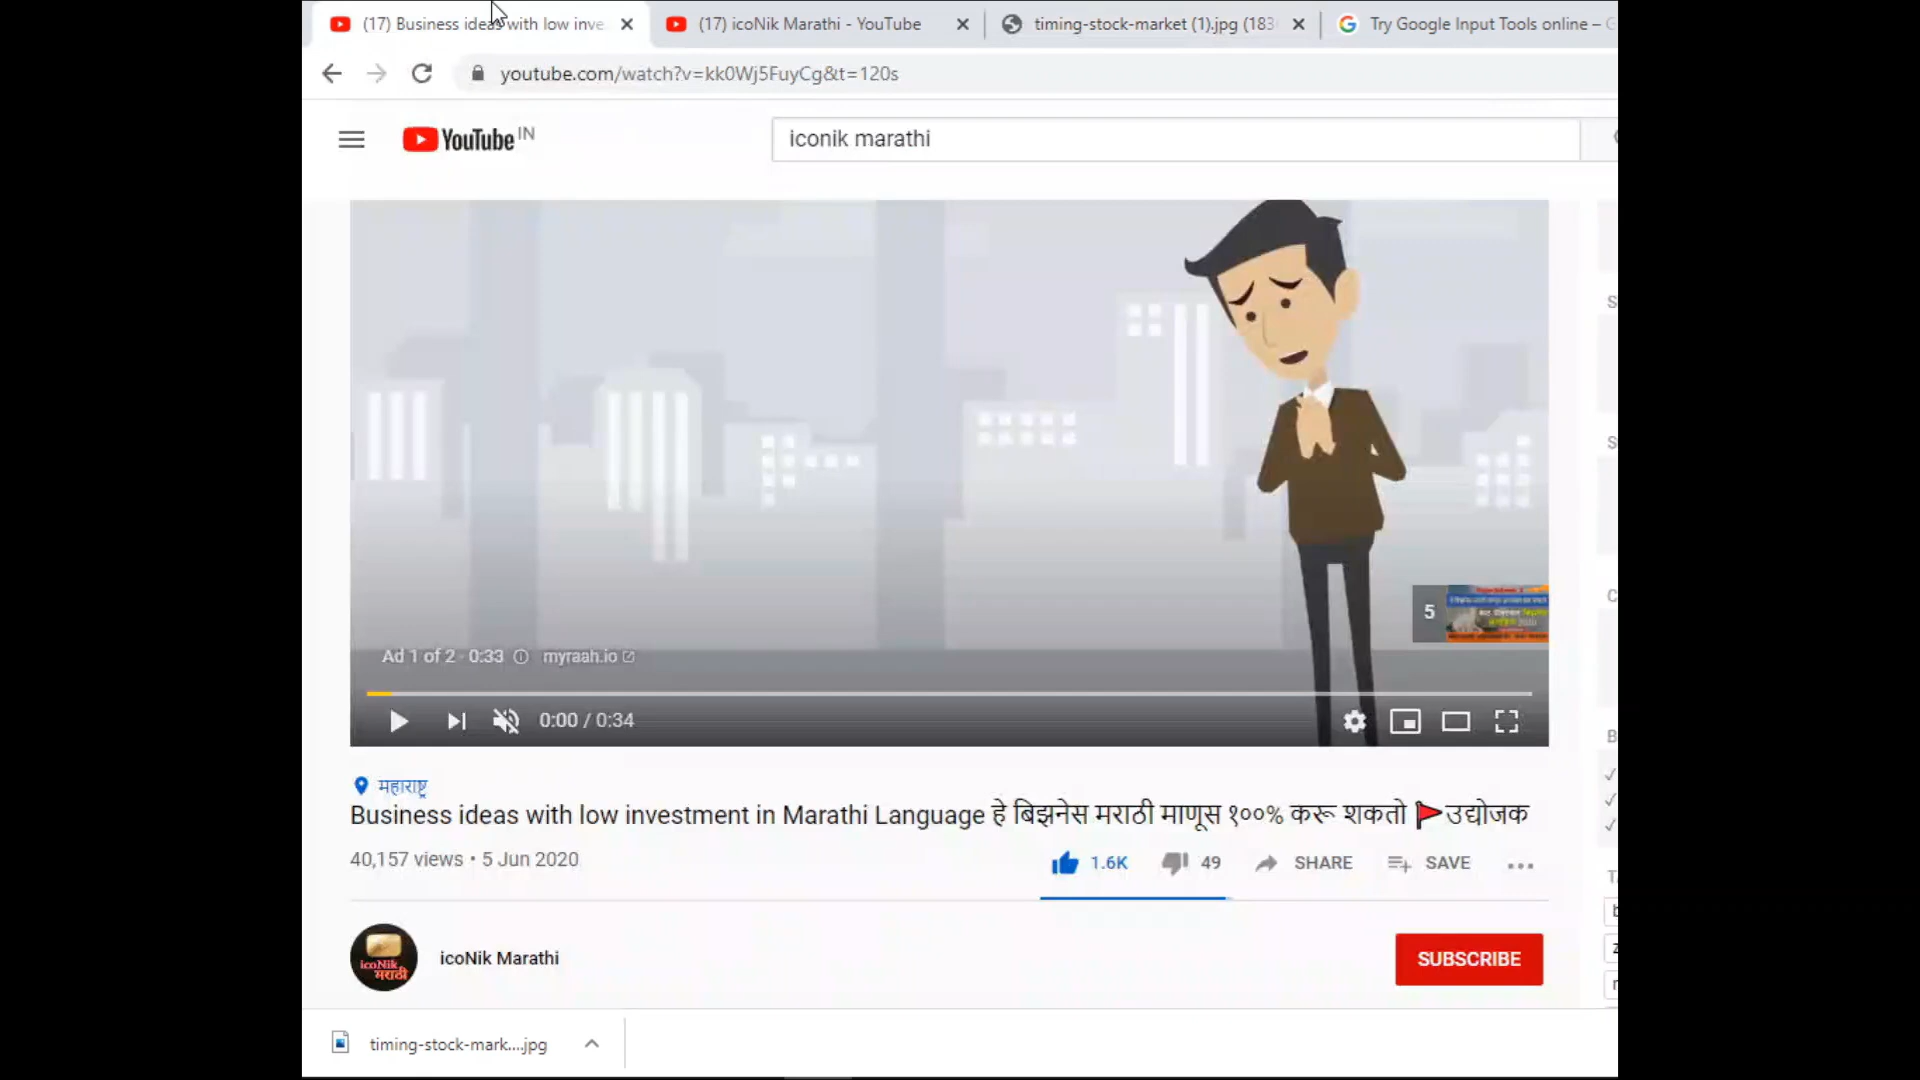 (17) Business ideas with low inve
(17) icoNik Marathi - YouTube
timing-stock-market (1).jpg (183
Try Google Input Tools online –
youtube.com/watch?v=kk0Wj5FuyCg&t=120s
YouTube IN
iconik marathi
5
Ad 1 of 2 · 0:33
myraah.io
0:00 / 0:34
महाराष्ट्र
Business ideas with low investment in Marathi Language हे बिझनेस मराठी माणूस १००% करू शकतो 🚩उद्योजक
40,157 views • 5 Jun 2020
1.6K
49
SHARE
SAVE
icoNik मराठी
icoNik Marathi
SUBSCRIBE
timing-stock-mark....jpg